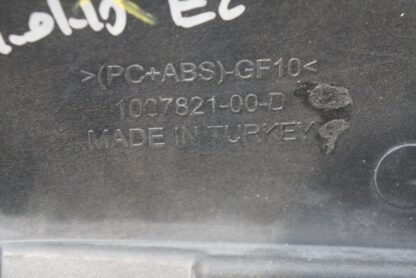 >(PC+ABS)-GF10<
1007821-00-D
MADE IN TURKEY